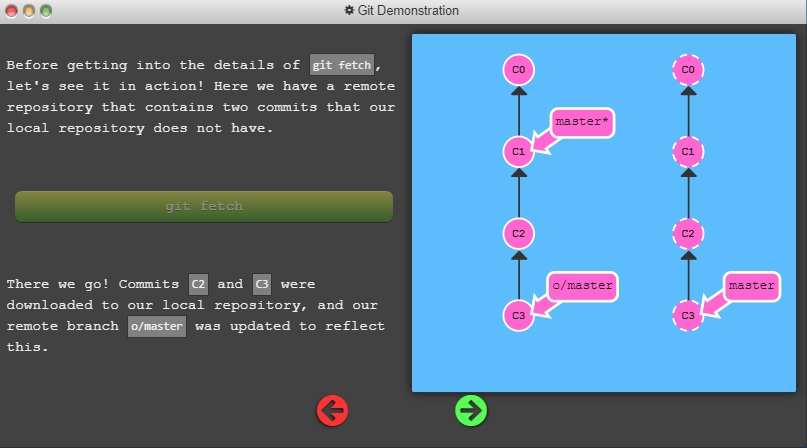 Git Demonstration
Before getting into the details of git fetch,
let's see it in action! Here we have a remote
repository that contains two commits that our
local repository does not have.
git fetch
There we go! Commits C2 and C3 were
downloaded to our local repository, and our
remote branch o/master was updated to reflect
this.
C0
C0
master*
C1
C1
C2
C2
o/master
master
C3
C3